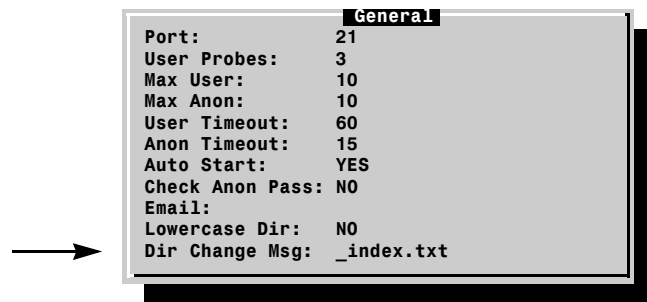 General
Port: 21
User Probes: 3
Max User: 10
Max Anon: 10
User Timeout: 60
Anon Timeout: 15
Auto Start: YES
Check Anon Pass: NO
Email:
Lowercase Dir: NO
Dir Change Msg: _index.txt